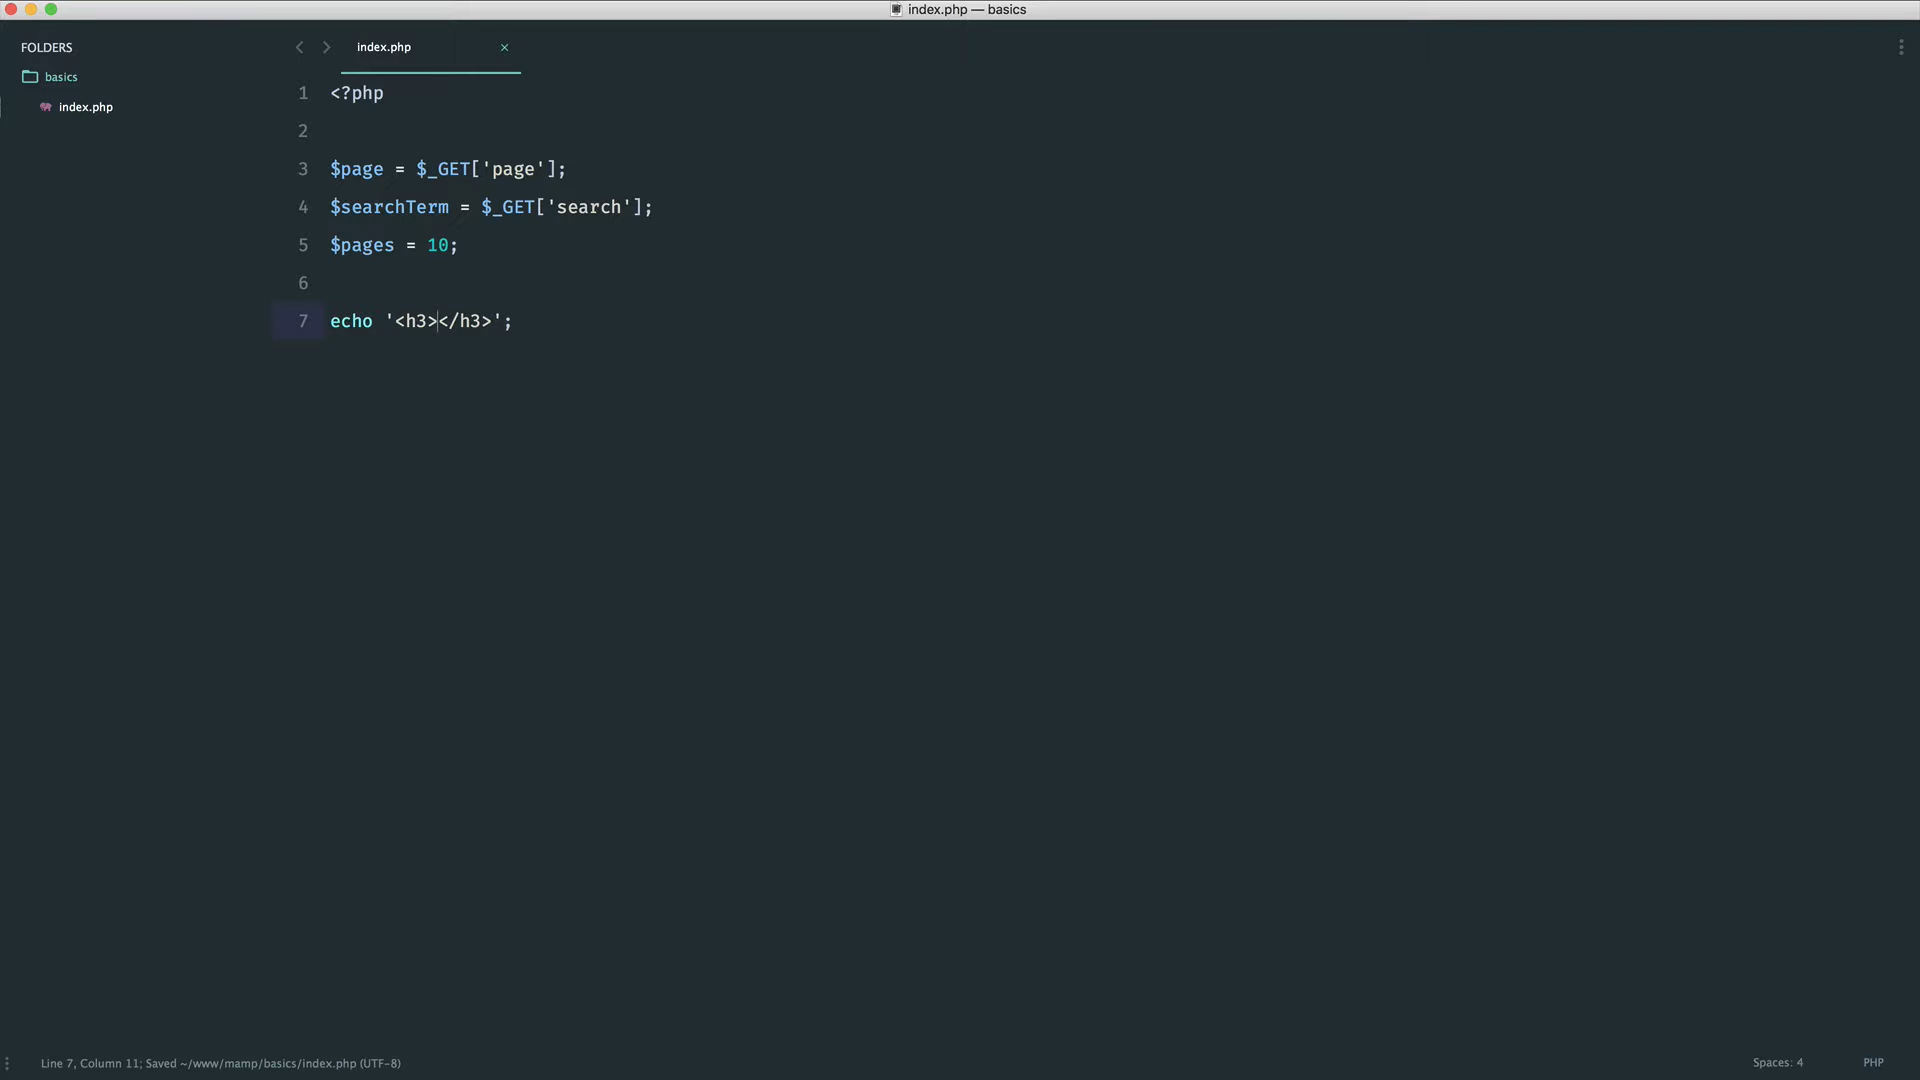 index.php — basics
FOLDERS
basics
index.php
index.php ×
1 <?php
2
3 $page = $_GET['page'];
4 $searchTerm = $_GET['search'];
5 $pages = 10;
6
7 echo '<h3></h3>';
Line 7, Column 11; Saved ~/www/mamp/basics/index.php (UTF-8)
Spaces: 4
PHP